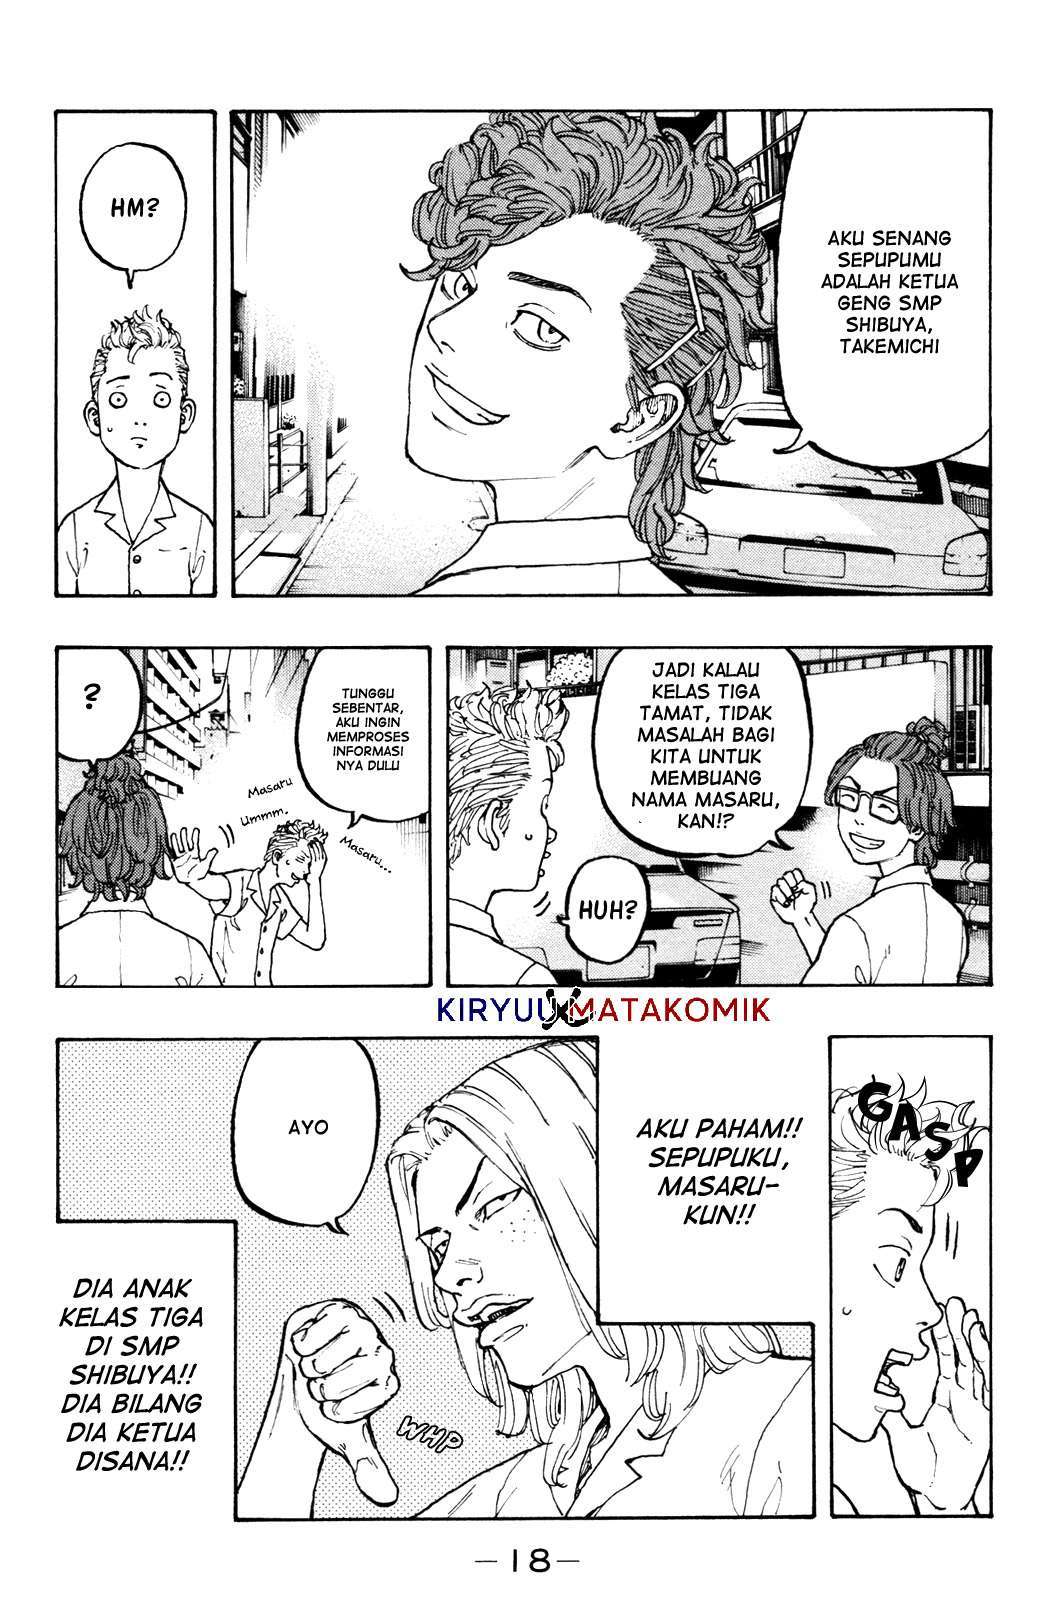 AKU SENANG
SEPUPUMU
ADALAH KETUA
GENG SMP
SHIBUYA,
TAKEMICHI
HM?
JADI KALAU
KELAS TIGA
TAMAT, TIDAK
MASALAH BAGI
KITA UNTUK
MEMBUANG
NAMA MASARU,
KAN!?
HUH?
TUNGGU
SEBENTAR,
AKU INGIN
MEMPROSES
INFORMASI
NYA DULU
Masaru
Ummm.
Masaru...
?
KIRYUU X MATAKOMIK
GASP
AKU PAHAM!!
SEPUPUKU,
MASARU-
KUN!!
AYO
WHP
DIA ANAK
KELAS TIGA
DI SMP
SHIBUYA!!
DIA BILANG
DIA KETUA
DISANA!!
— 18 —